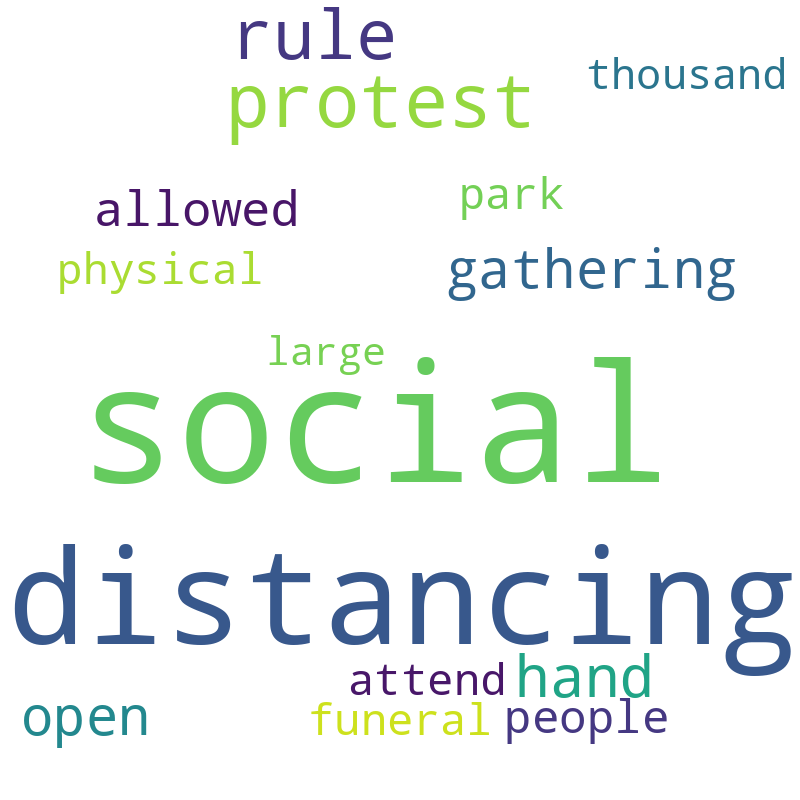 rule
thousand
protest
park
allowed
gathering
physical
large
social
distancing
attend hand
open funeral people